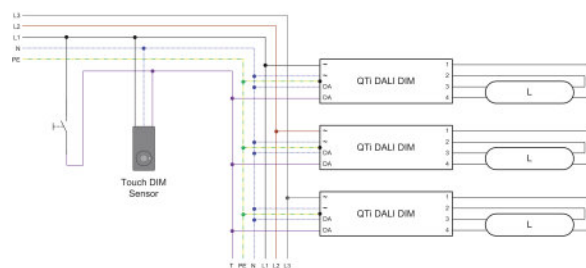 L3
L2
L1
N
PE
~
~
DA
DA
QTi DALI DIM
1
2
3
4
L
~
~
DA
DA
QTi DALI DIM
1
2
3
4
L
~
~
DA
DA
QTi DALI DIM
1
2
3
4
L
Touch DIM
Sensor
T PE N L1 L2 L3